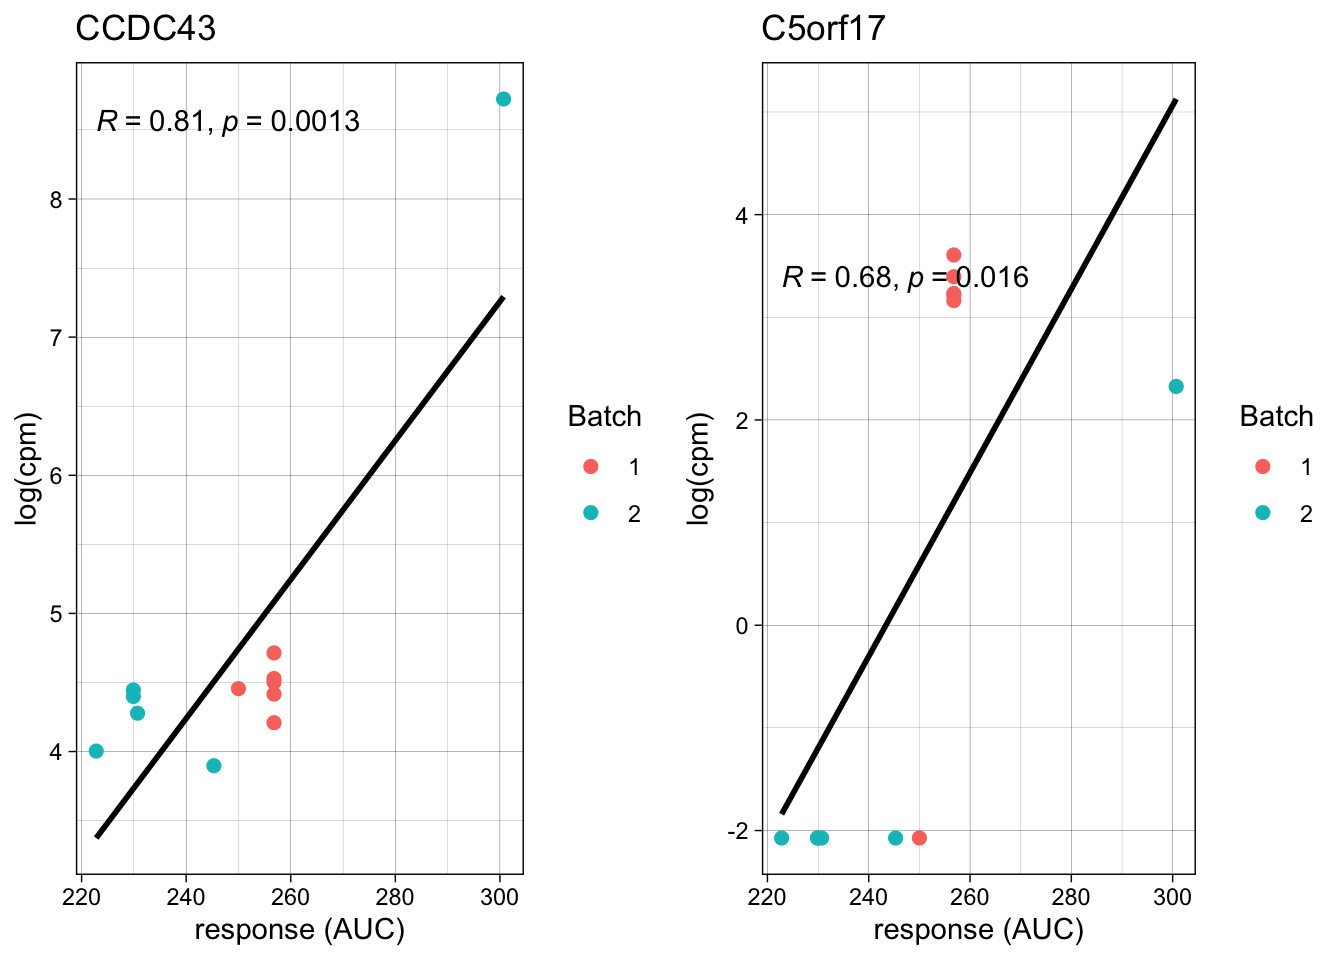 CCDC43
R = 0.81, p = 0.0013
8
7
6
5
4
log(cpm)
220 240 260 280 300
response (AUC)
Batch
1
2
C5orf17
R = 0.68, p = 0.016
4
2
0
-2
log(cpm)
220 240 260 280 300
response (AUC)
Batch
1
2